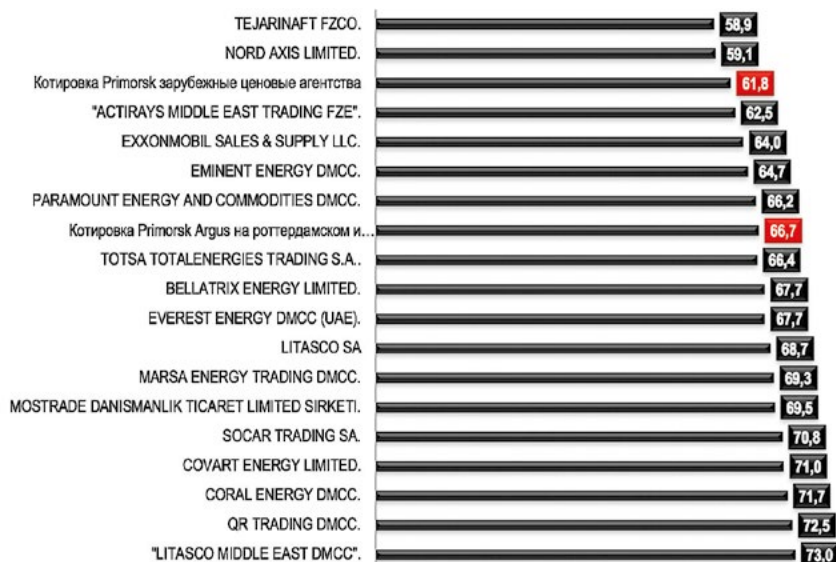 TEJARINAFT FZCO. 58,9
NORD AXIS LIMITED. 59,1
Котировка Primorsk зарубежные ценовые агентства 61,8
"ACTIRAYS MIDDLE EAST TRADING FZE". 62,5
EXXONMOBIL SALES & SUPPLY LLC. 64,0
EMINENT ENERGY DMCC. 64,7
PARAMOUNT ENERGY AND COMMODITIES DMCC. 66,2
Котировка Primorsk Argus на роттердамском и... 66,7
TOTSA TOTALENERGIES TRADING S.A.. 66,4
BELLATRIX ENERGY LIMITED. 67,7
EVEREST ENERGY DMCC (UAE). 67,7
LITASCO SA 68,7
MARSA ENERGY TRADING DMCC. 69,3
MOSTRADE DANISMANLIK TICARET LIMITED SIRKETI. 69,5
SOCAR TRADING SA. 70,8
COVART ENERGY LIMITED. 71,0
CORAL ENERGY DMCC. 71,7
QR TRADING DMCC. 72,5
"LITASCO MIDDLE EAST DMCC". 73,0